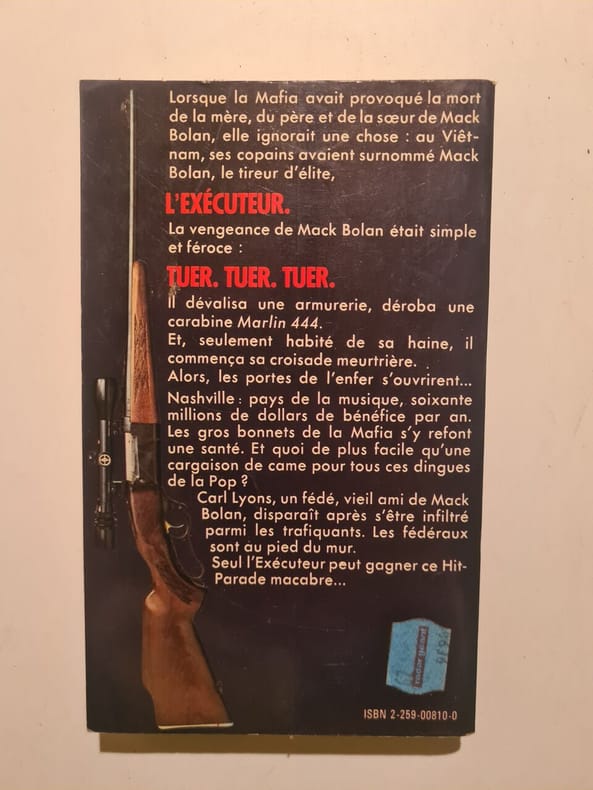 Lorsque la Mafia avait provoqué la mort
de la mère, du père et de la sœur de Mack
Bolan, elle ignorait une chose : au Viêt-
nam, ses copains avaient surnommé Mack
Bolan, le tireur d'élite,
L'EXÉCUTEUR.
La vengeance de Mack Bolan était simple
et féroce :
TUER. TUER. TUER.
Il dévalisa une armurerie, déroba une
carabine Marlin 444.
Et, seulement habité de sa haine, il
commença sa croisade meurtrière.
Alors, les portes de l'enfer s'ouvrirent...
Nashville : pays de la musique, soixante
millions de dollars de bénéfice par an.
Les gros bonnets de la Mafia s'y refont
une santé. Et quoi de plus facile qu'une
cargaison de came pour tous ces dingues
de la Pop ?
Carl Lyons, un fédé, vieil ami de Mack
Bolan, disparaît après s'être infiltré
parmi les trafiquants. Les fédéraux
sont au pied du mur.
Seul l'Exécuteur peut gagner ce Hit-
Parade macabre...
ISBN 2-259-00810-0